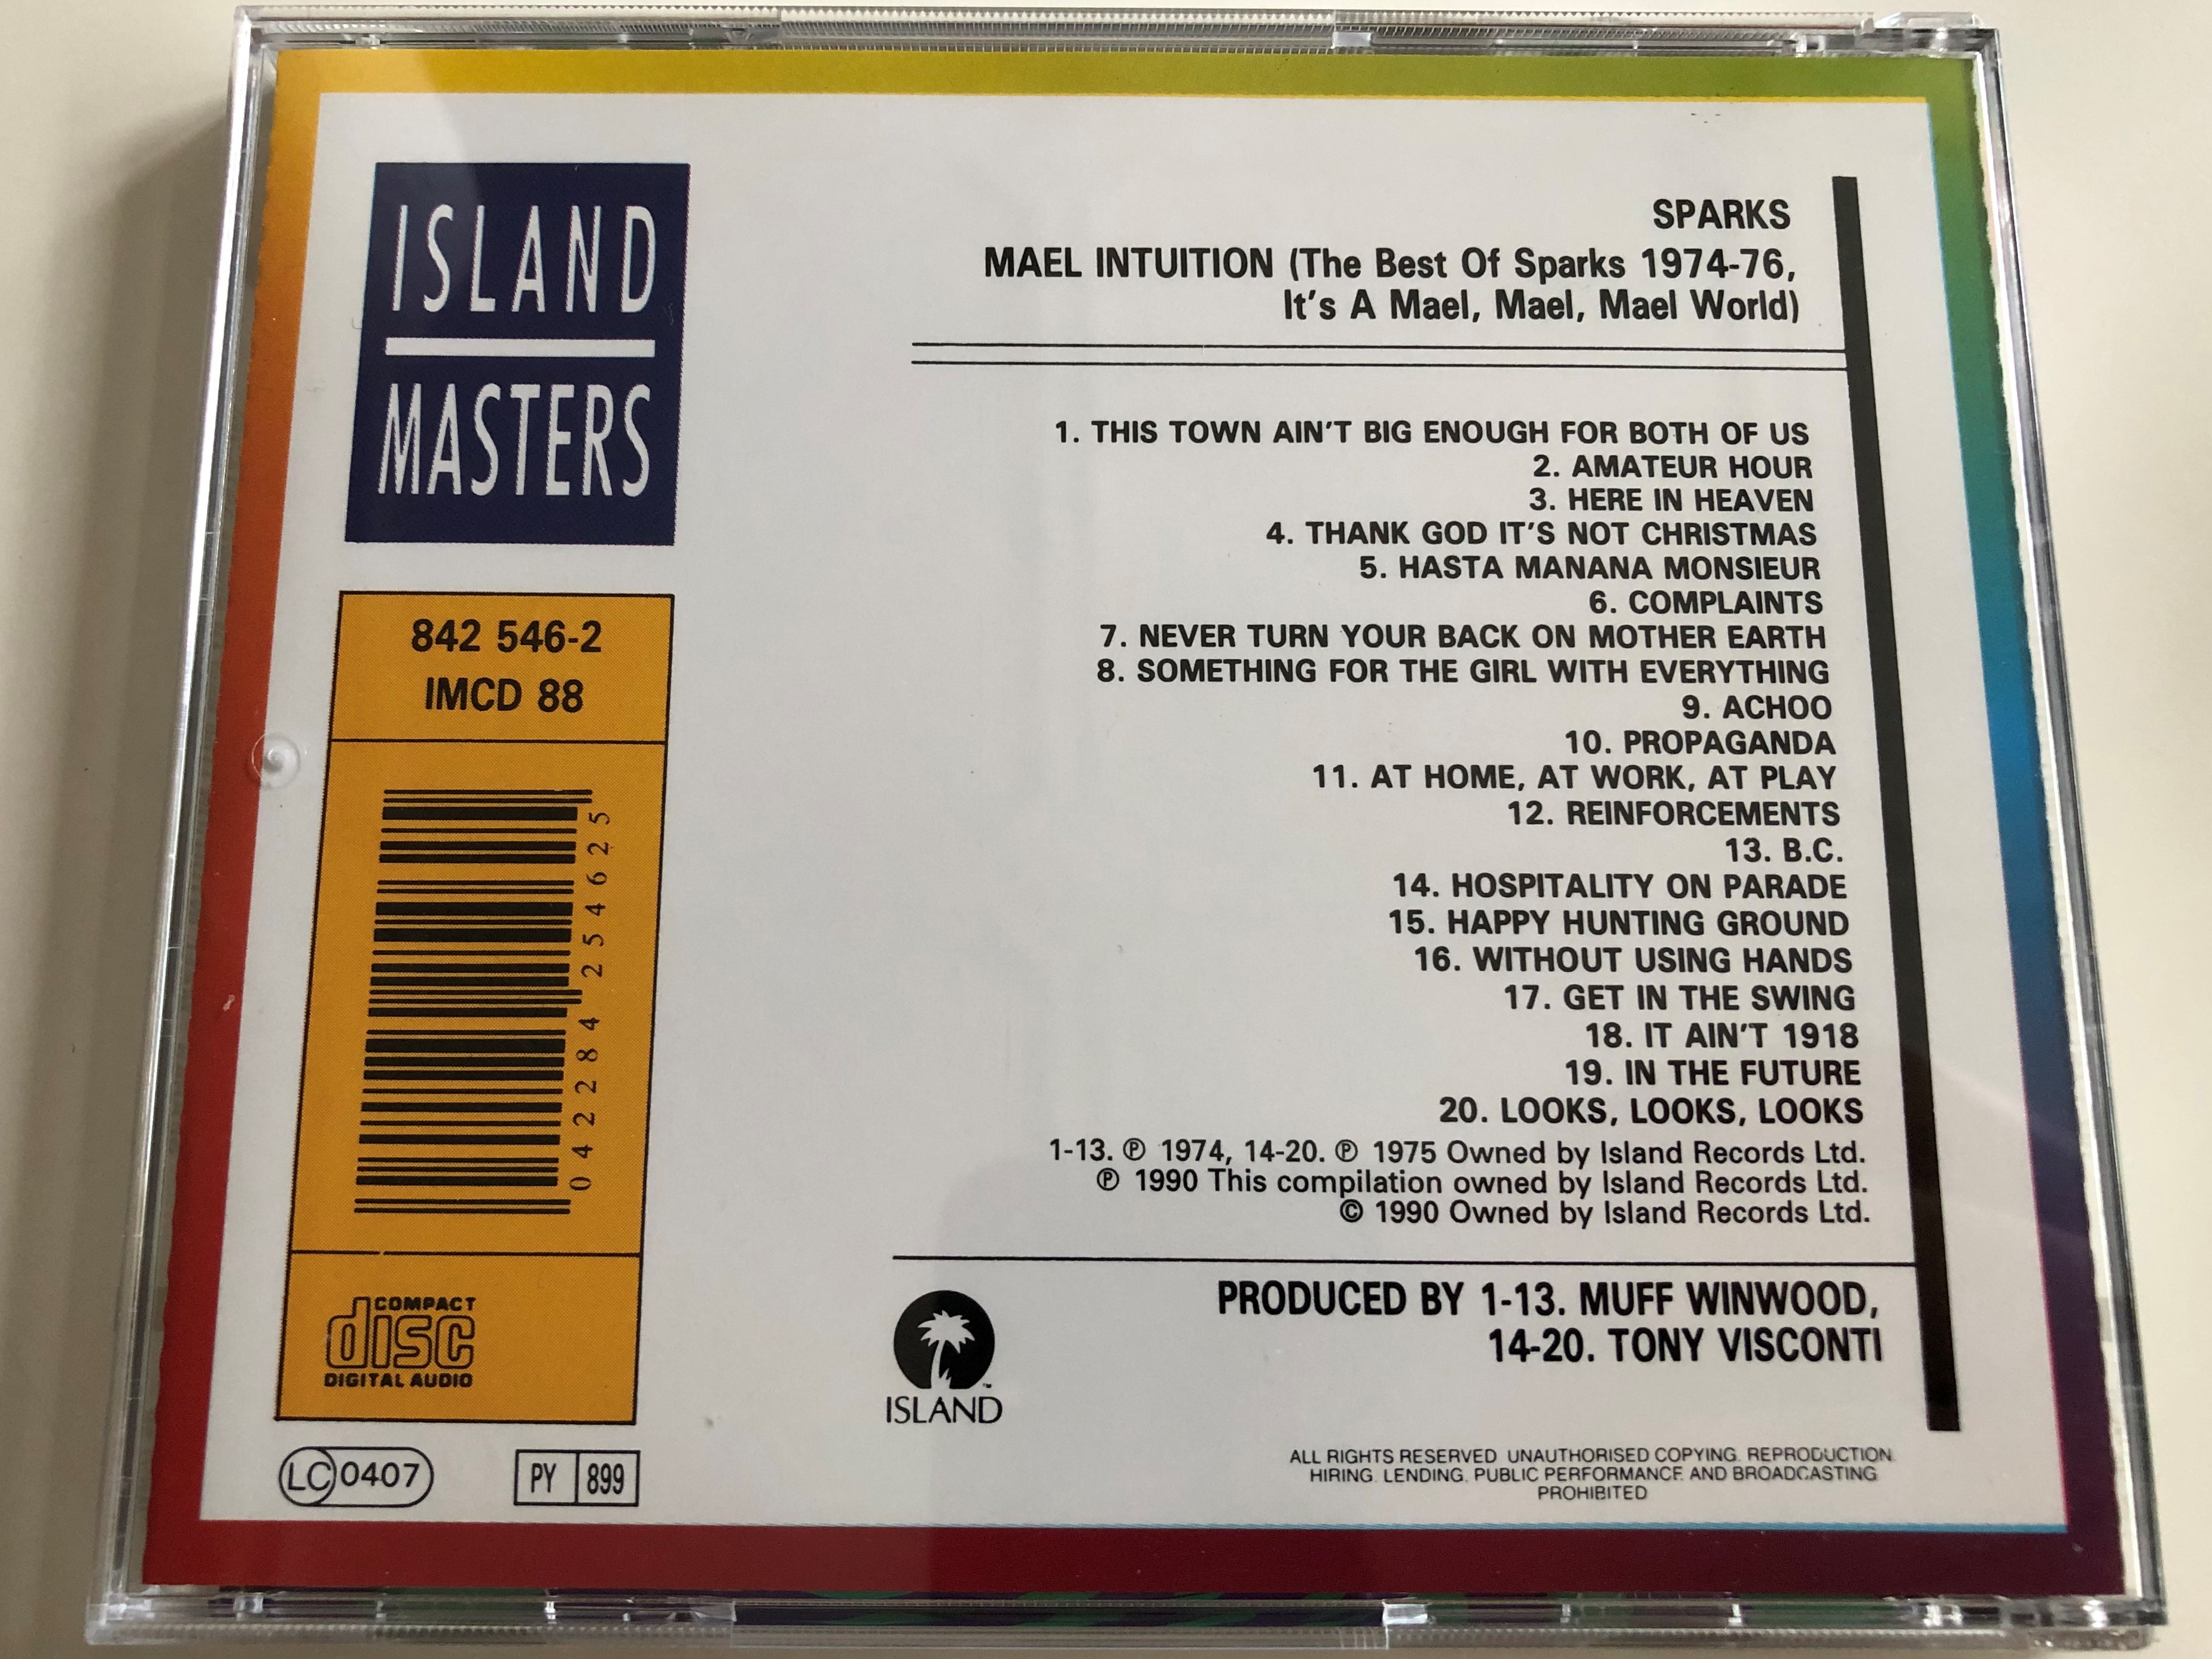 ISLAND
MASTERS
842 546-2
IMCD 88
0 42284 25462 5
COMPACT
disc
DIGITAL AUDIO
LC 0407
PY 899
SPARKS
MAEL INTUITION (The Best Of Sparks 1974-76,
It's A Mael, Mael, Mael World)
1. THIS TOWN AIN'T BIG ENOUGH FOR BOTH OF US
2. AMATEUR HOUR
3. HERE IN HEAVEN
4. THANK GOD IT'S NOT CHRISTMAS
5. HASTA MANANA MONSIEUR
6. COMPLAINTS
7. NEVER TURN YOUR BACK ON MOTHER EARTH
8. SOMETHING FOR THE GIRL WITH EVERYTHING
9. ACHOO
10. PROPAGANDA
11. AT HOME, AT WORK, AT PLAY
12. REINFORCEMENTS
13. B.C.
14. HOSPITALITY ON PARADE
15. HAPPY HUNTING GROUND
16. WITHOUT USING HANDS
17. GET IN THE SWING
18. IT AIN'T 1918
19. IN THE FUTURE
20. LOOKS, LOOKS, LOOKS
1-13. ℗ 1974, 14-20. ℗ 1975 Owned by Island Records Ltd.
℗ 1990 This compilation owned by Island Records Ltd.
© 1990 Owned by Island Records Ltd.
PRODUCED BY 1-13. MUFF WINWOOD,
14-20. TONY VISCONTI
ISLAND
ALL RIGHTS RESERVED UNAUTHORISED COPYING. REPRODUCTION
HIRING. LENDING. PUBLIC PERFORMANCE AND BROADCASTING
PROHIBITED